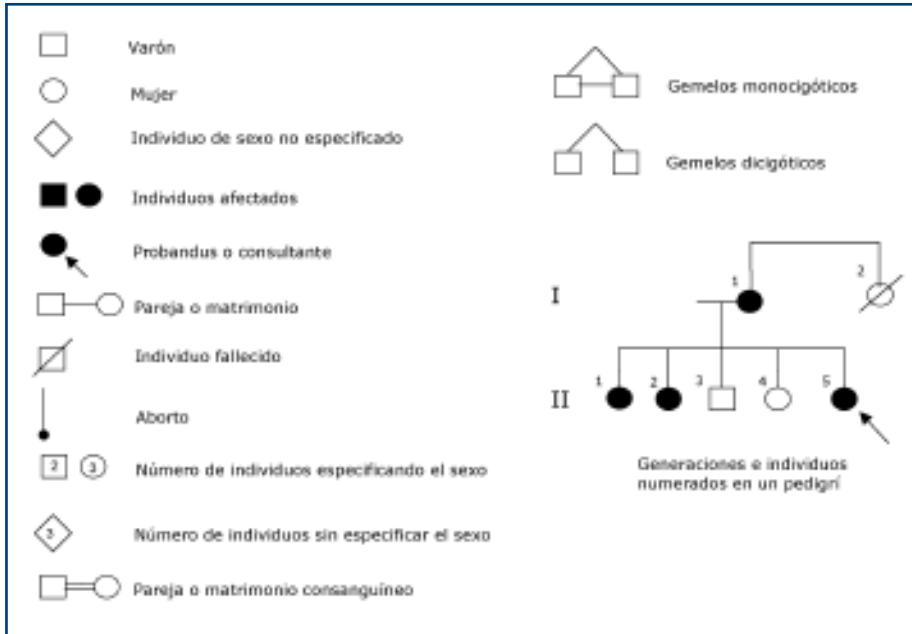 Varón
Mujer
Individuo de sexo no especificado
Individuos afectados
Probandus o consultante
Pareja o matrimonio
Individuo fallecido
Aborto
2 3 Número de individuos especificando el sexo
3 Número de individuos sin especificar el sexo
Pareja o matrimonio consanguíneo
Gemelos monocigóticos
Gemelos dicigóticos
I 1 2
II 1 2 3 4 5
Generaciones e individuos
numerados en un pedigrí